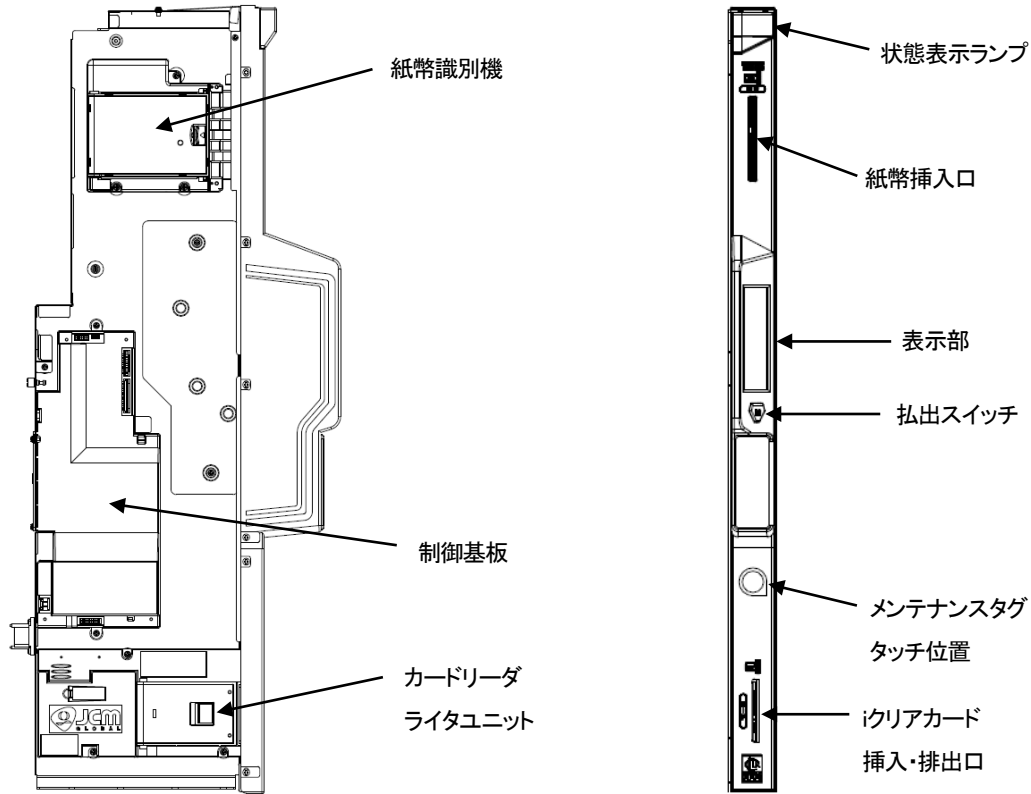 紙幣識別機
制御基板
カードリーダ
ライタユニット
JCM
GLOBAL
状態表示ランプ
紙幣挿入口
表示部
払出スイッチ
メンテナンスタグ
タッチ位置
iクリアカード
挿入・排出口